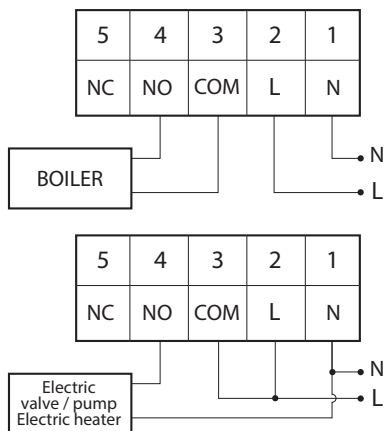 5 4 3 2 1
NC NO COM L N
BOILER
N
L
5 4 3 2 1
NC NO COM L N
Electric
valve / pump
Electric heater
N
L